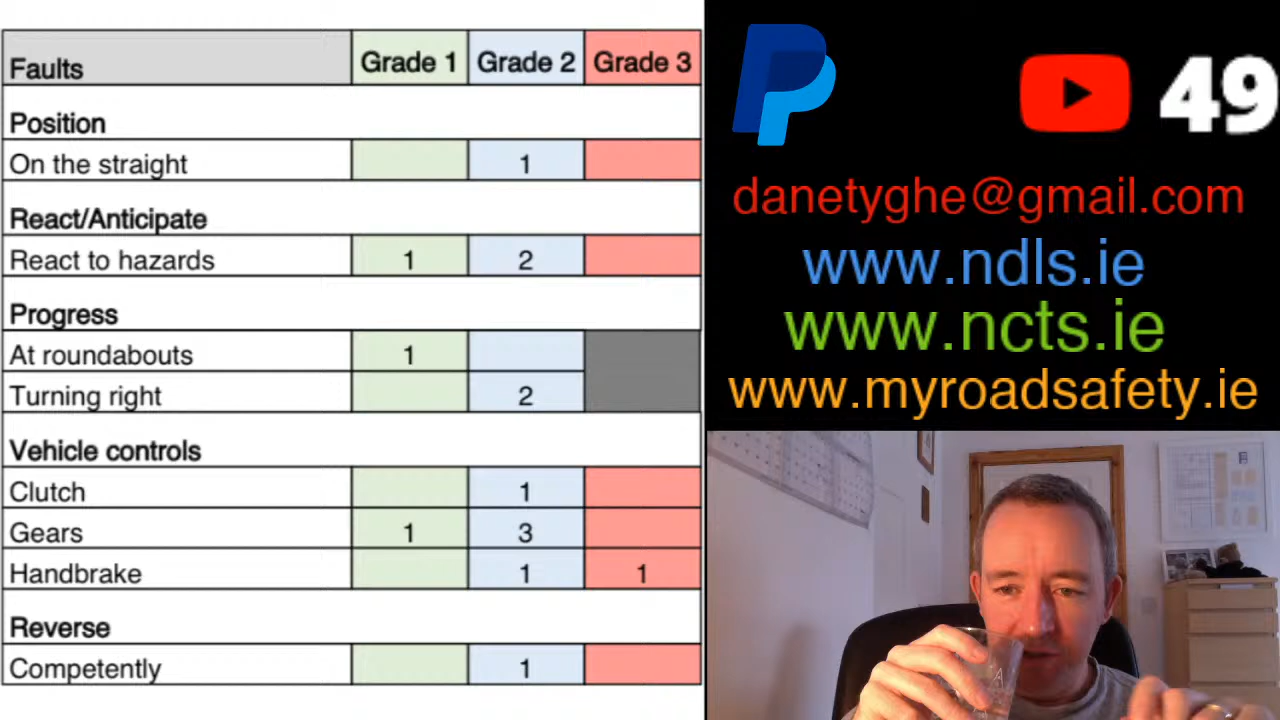 Faults Grade 1 Grade 2 Grade 3
Position
On the straight 1
React/Anticipate
React to hazards 1 2
Progress
At roundabouts 1
Turning right 2
Vehicle controls
Clutch 1
Gears 1 3
Handbrake 1 1
Reverse
Competently 1
49
danetyghe@gmail.com
www.ndls.ie
www.ncts.ie
www.myroadsafety.ie